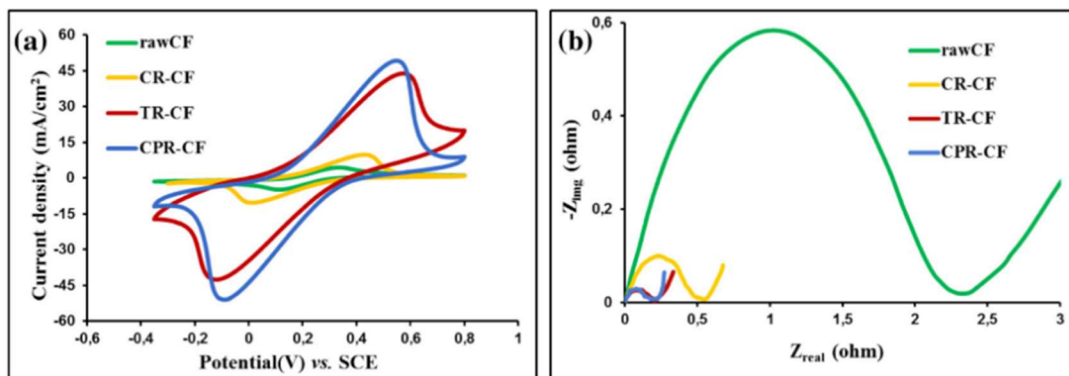 (a)
60
45
30
15
0
-15
-30
-45
-60
Current density (mA/cm²)
-0,6 -0,4 -0,2 0 0,2 0,4 0,6 0,8 1
Potential(V) vs. SCE
rawCF
CR-CF
TR-CF
CPR-CF
(b)
0,6
0,4
0,2
0
-Zimg (ohm)
0 0,5 1 1,5 2 2,5 3
Zreal (ohm)
rawCF
CR-CF
TR-CF
CPR-CF